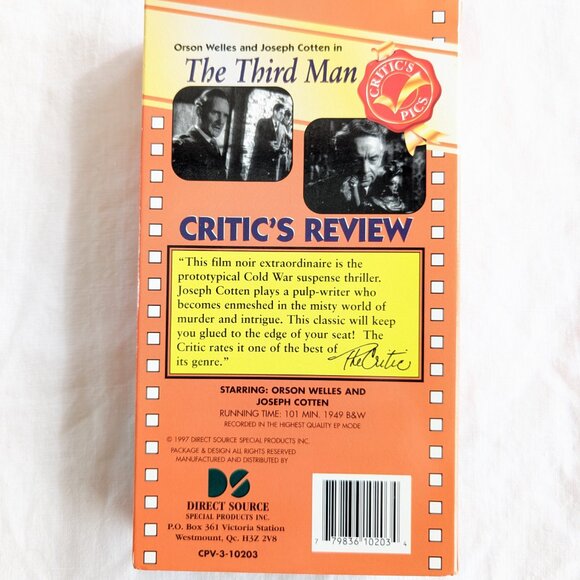 Orson Welles and Joseph Cotten in
The Third Man
CRITIC'S
PICS
CRITIC'S REVIEW
"This film noir extraordinaire is the
prototypical Cold War suspense thriller.
Joseph Cotten plays a pulp-writer who
becomes enmeshed in the misty world of
murder and intrigue. This classic will keep
you glued to the edge of your seat! The
Critic rates it one of the best of
its genre."
The Critic
STARRING: ORSON WELLES AND
JOSEPH COTTEN
RUNNING TIME: 101 MIN. 1949 B&W
RECORDED IN THE HIGHEST QUALITY EP MODE
© 1997 DIRECT SOURCE SPECIAL PRODUCTS INC.
PACKAGE & DESIGN ALL RIGHTS RESERVED
MANUFACTURED AND DISTRIBUTED BY
DS
DIRECT SOURCE
SPECIAL PRODUCTS INC.
P.O. Box 361 Victoria Station
Westmount, Qc. H3Z 2V8
CPV-3-10203
7 79836 10203 4